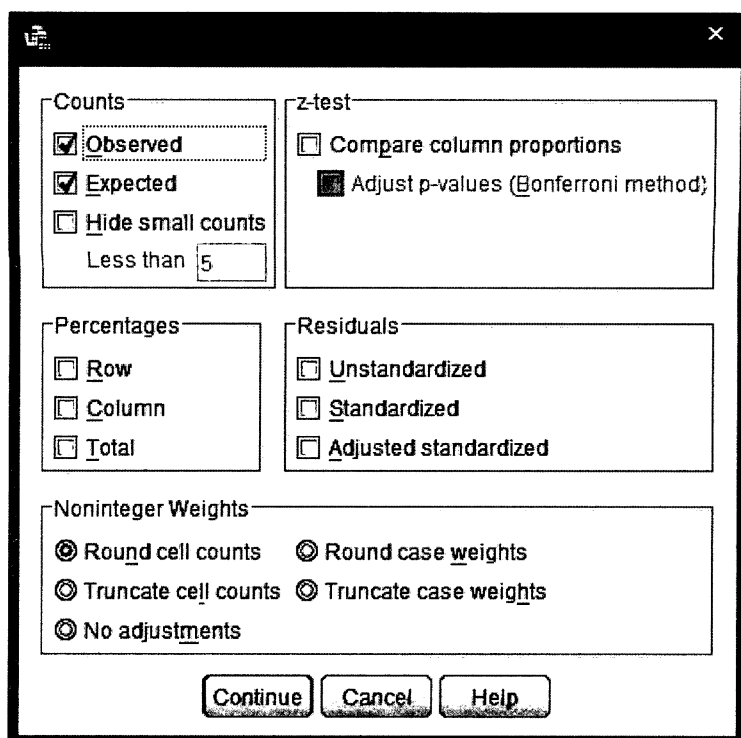 Counts
Observed
Expected
Hide small counts
Less than 5
z-test
Compare column proportions
Adjust p-values (Bonferroni method)
Percentages
Row
Column
Total
Residuals
Unstandardized
Standardized
Adjusted standardized
Noninteger Weights
Round cell counts Round case weights
Truncate cell counts Truncate case weights
No adjustments
Continue Cancel Help